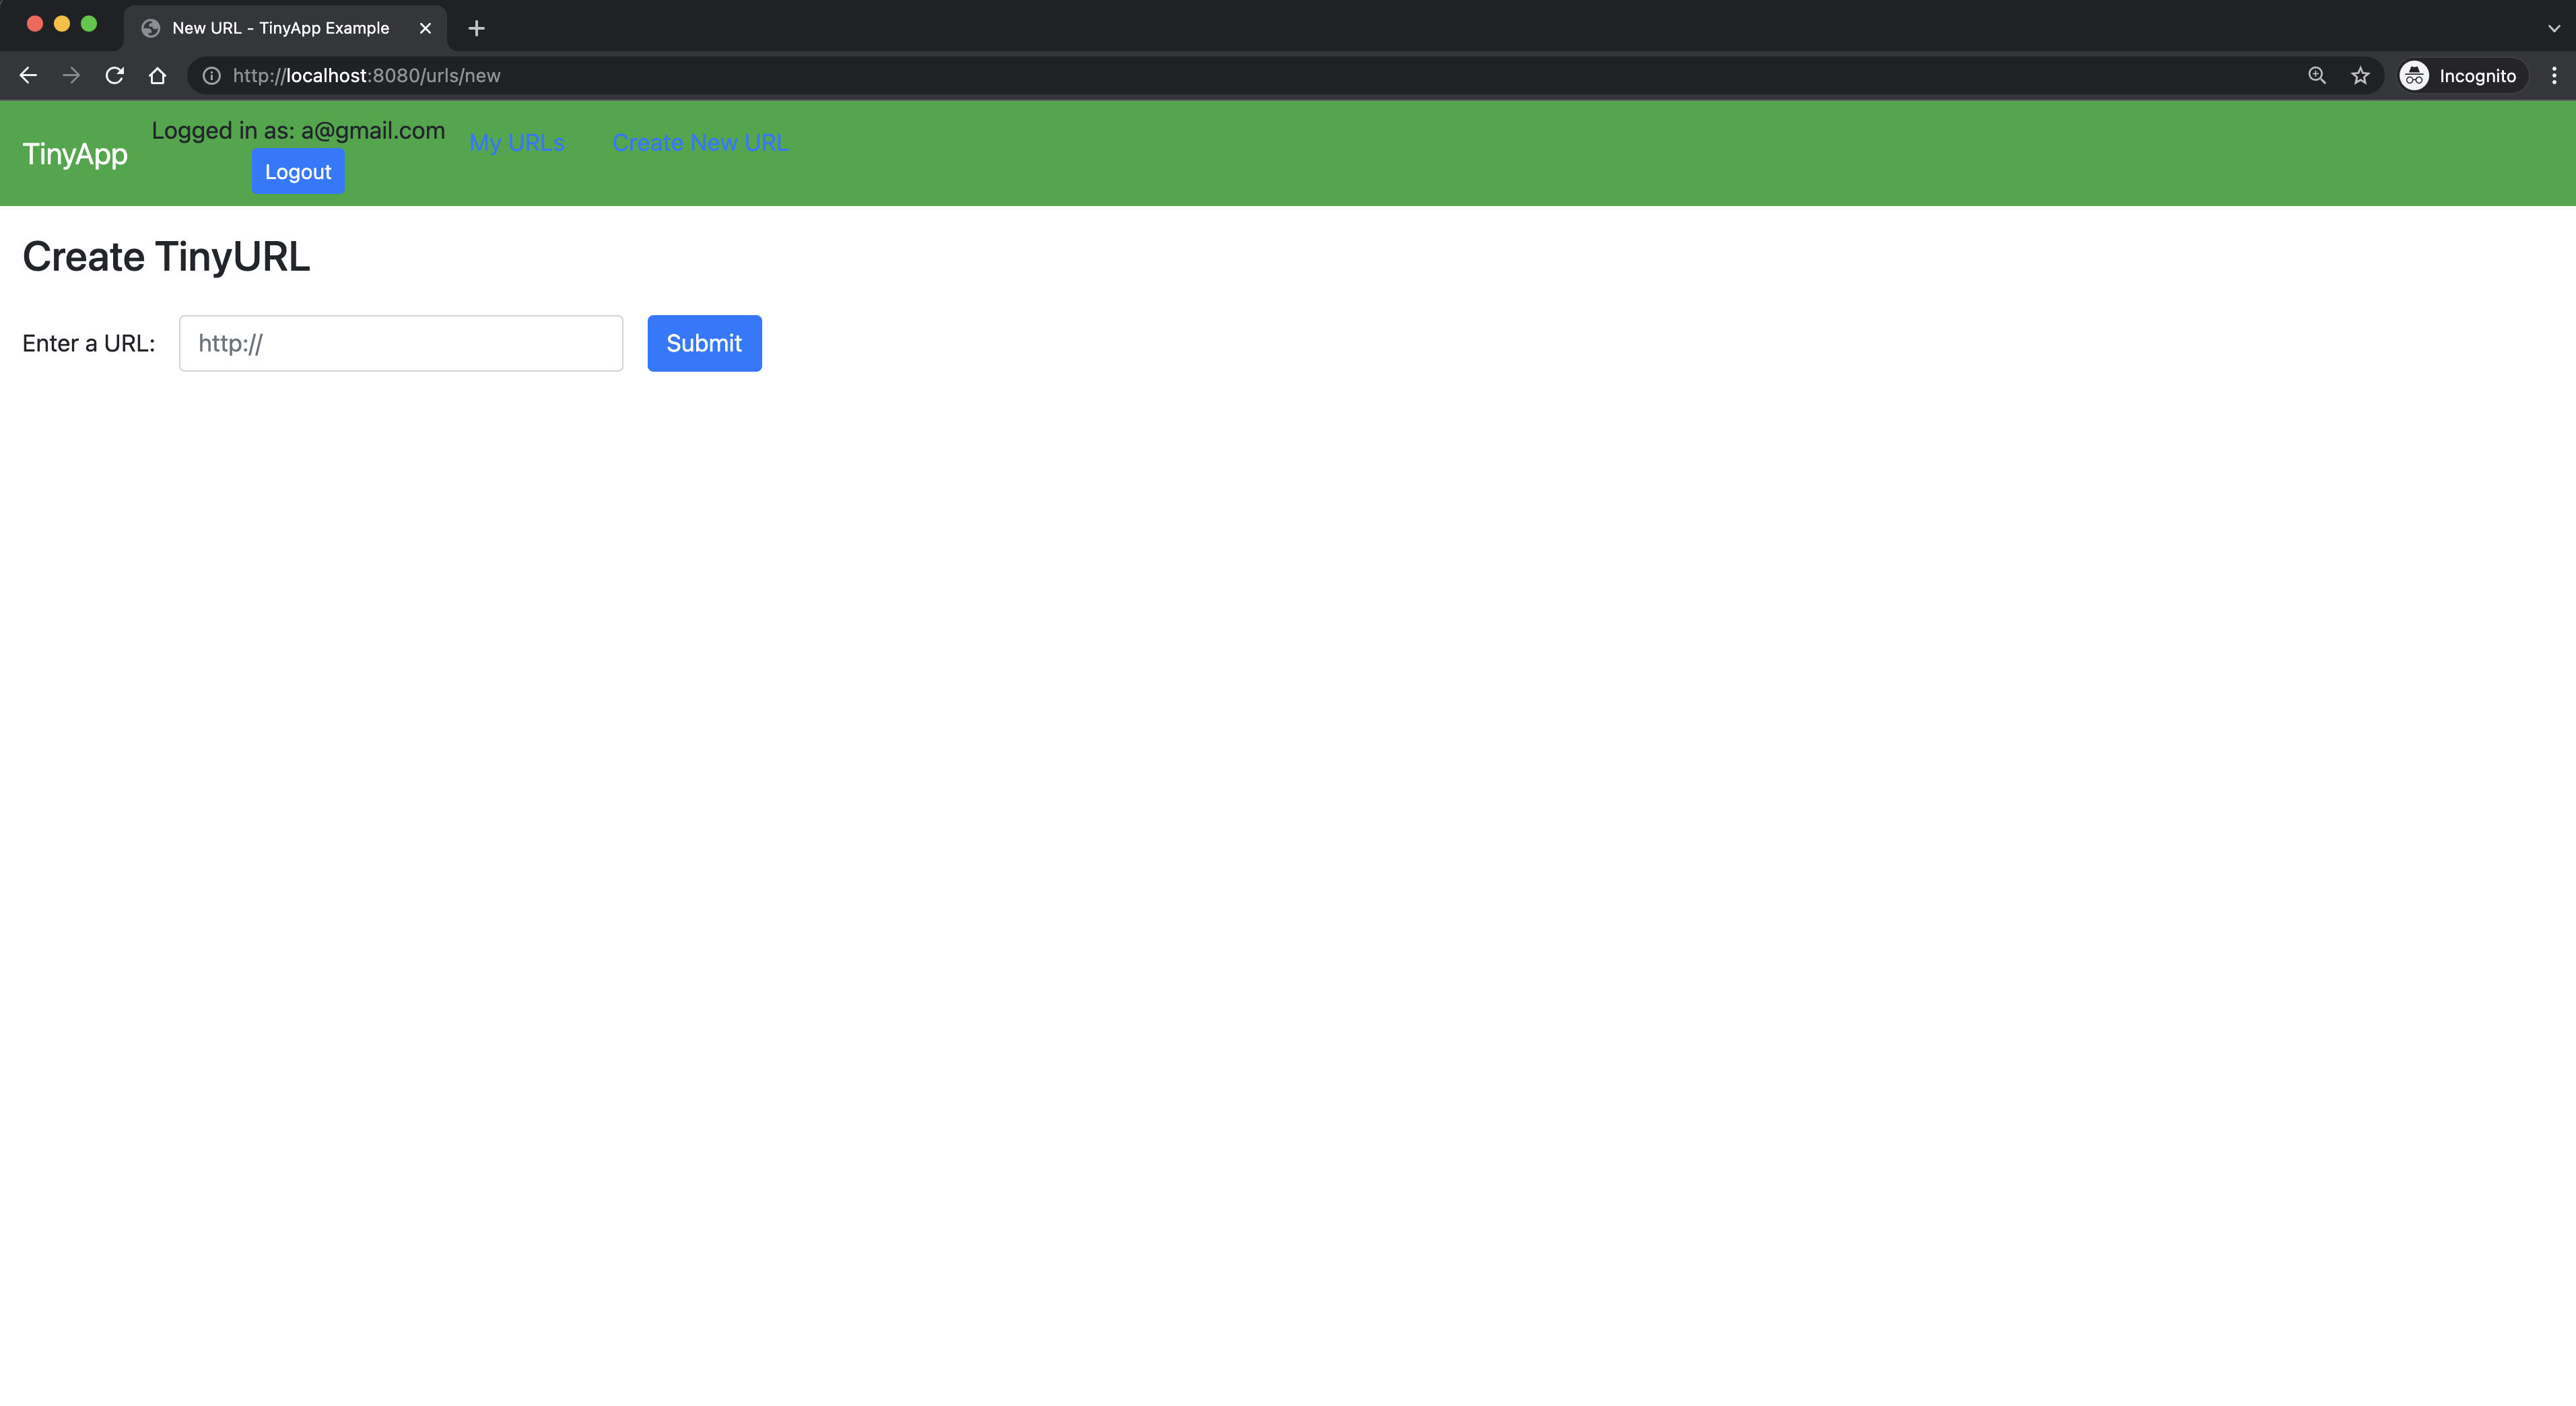 New URL - TinyApp Example
http://localhost:8080/urls/new
Incognito
TinyApp
Logged in as: a@gmail.com
Logout
My URLs
Create New URL
Create TinyURL
Enter a URL:
http://
Submit